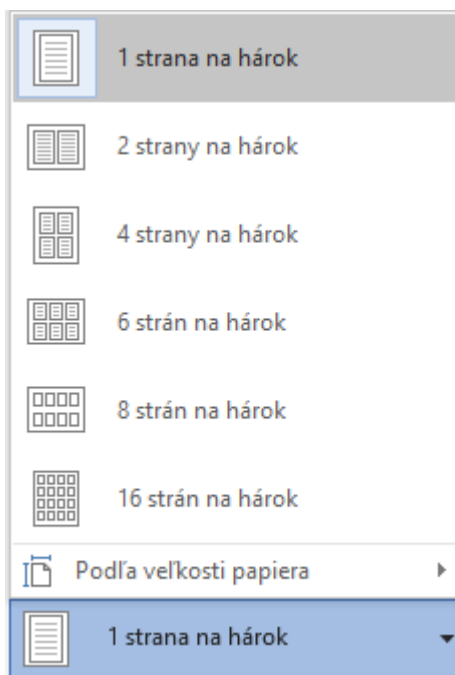 1 strana na hárok
2 strany na hárok
4 strany na hárok
6 strán na hárok
8 strán na hárok
16 strán na hárok
Podľa veľkosti papiera
1 strana na hárok